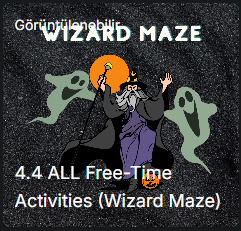 Görüntülenebilir
WIZARD MAZE
4.4 ALL Free-Time
Activities (Wizard Maze)